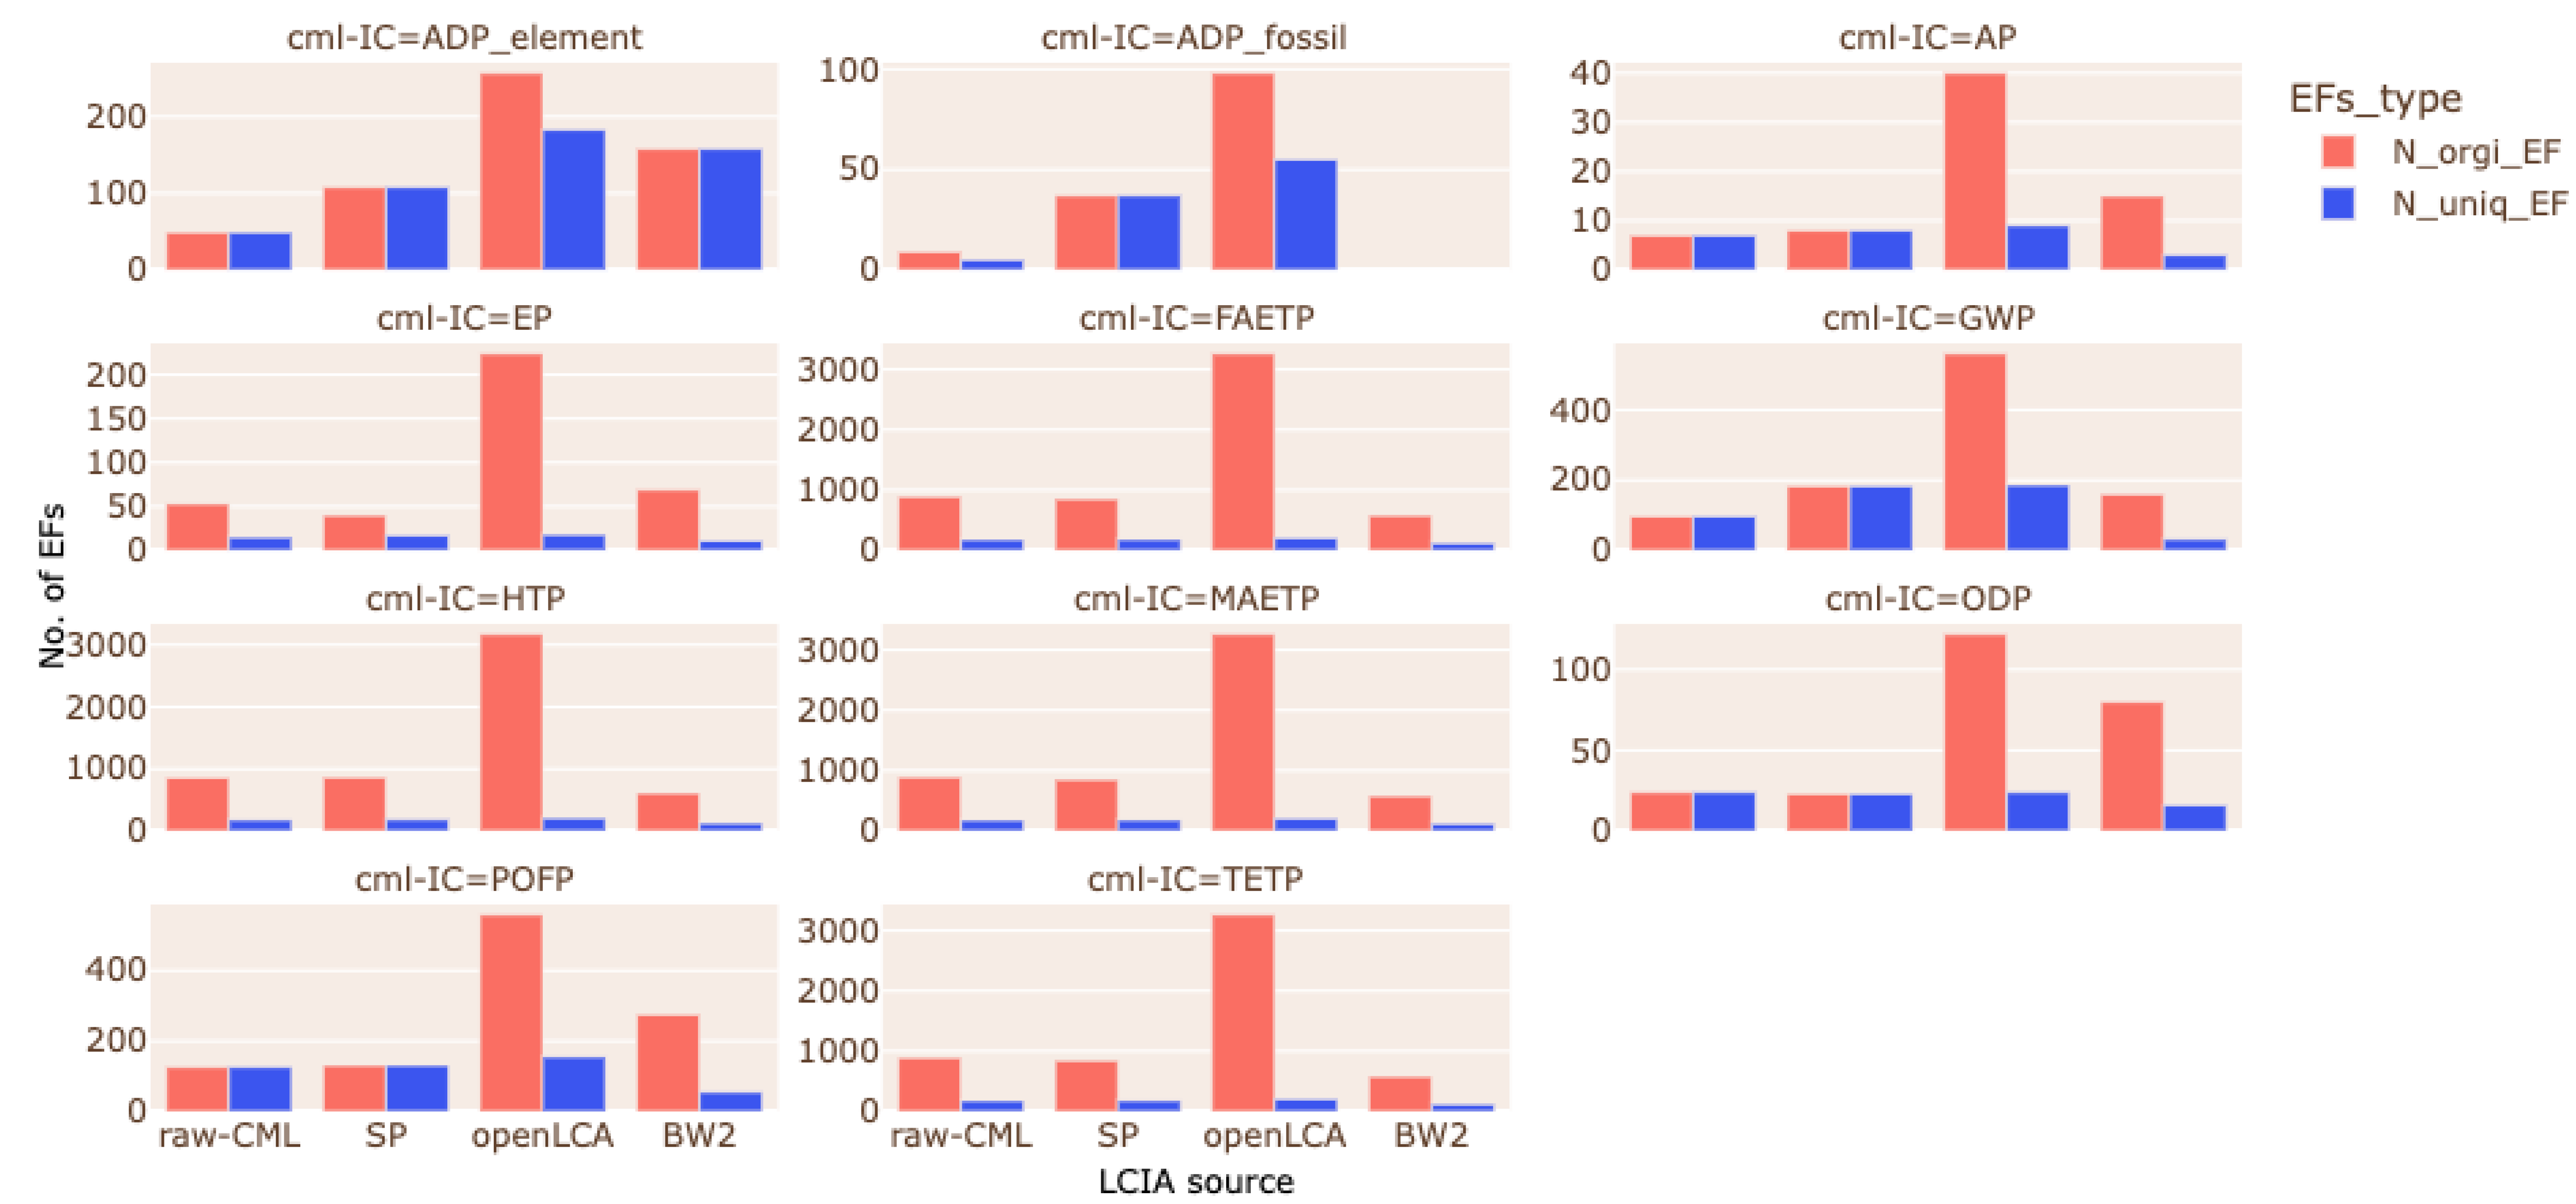 cml-IC=ADP_element
cml-IC=ADP_fossil
cml-IC=AP
200
100
0
100
50
0
40
30
20
10
0
EFs_type
N_orgi_EF
N_uniq_EF
cml-IC=EP
cml-IC=FAETP
cml-IC=GWP
200
150
100
50
0
3000
2000
1000
0
400
200
0
No. of EFs
cml-IC=HTP
cml-IC=MAETP
cml-IC=ODP
3000
2000
1000
0
3000
2000
1000
0
100
50
0
cml-IC=POFP
cml-IC=TETP
400
200
0
3000
2000
1000
0
raw-CML SP openLCA BW2
raw-CML SP openLCA BW2
LCIA source